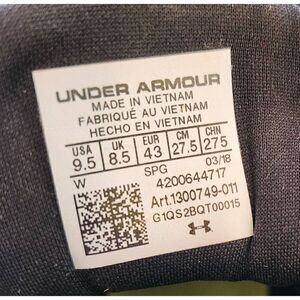 UNDER ARMOUR
MADE IN VIETNAM
FABRIQUÉ AU VIETNAM
HECHO EN VIETNAM
USA UK EUR CM CHN
9.5 8.5 43 27.5 275
W SPG 03/18
4200644717
Art.1300749-011
G1QS2BQT00015